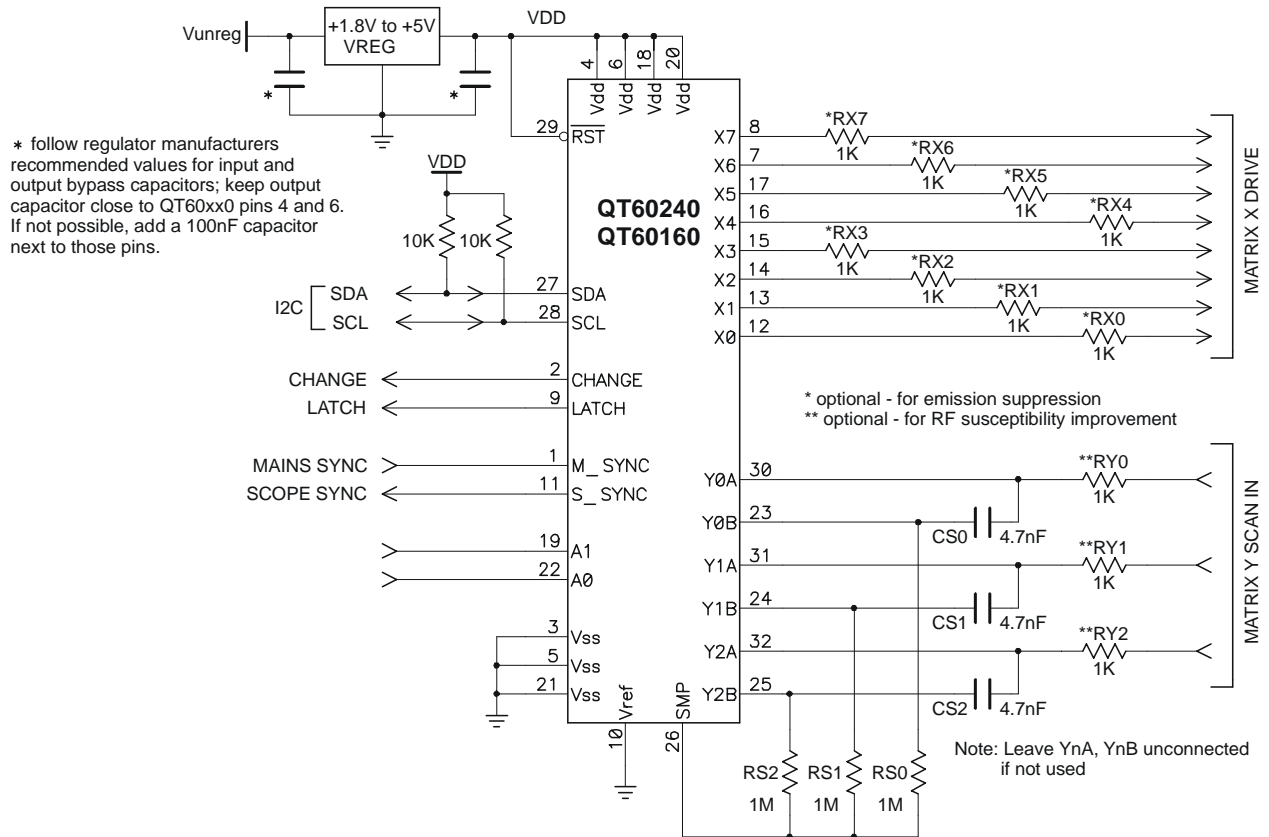 Vunreg
+1.8V to +5V
VREG
VDD
*
*
4
6
18
20
Vdd
Vdd
Vdd
Vdd
* follow regulator manufacturers
recommended values for input and
output bypass capacitors; keep output
capacitor close to QT60xx0 pins 4 and 6.
If not possible, add a 100nF capacitor
next to those pins.
29
RST
VDD
10K
10K
QT60240
QT60160
I2C
SDA
27
SDA
SCL
28
SCL
CHANGE
2
CHANGE
LATCH
9
LATCH
MAINS SYNC
1
M_ SYNC
SCOPE SYNC
11
S_ SYNC
19
A1
22
A0
3
Vss
5
Vss
21
Vss
Vref
10
SMP
26
X7
8
*RX7
1K
X6
7
*RX6
1K
X5
17
*RX5
1K
X4
16
*RX4
1K
X3
15
*RX3
1K
X2
14
*RX2
1K
X1
13
*RX1
1K
X0
12
*RX0
1K
MATRIX X DRIVE
* optional - for emission suppression
** optional - for RF susceptibility improvement
Y0A
30
**RY0
1K
Y0B
23
CS0
4.7nF
Y1A
31
**RY1
1K
Y1B
24
CS1
4.7nF
Y2A
32
**RY2
1K
Y2B
25
CS2
4.7nF
MATRIX Y SCAN IN
RS2
1M
RS1
1M
RS0
1M
Note: Leave YnA, YnB unconnected
if not used